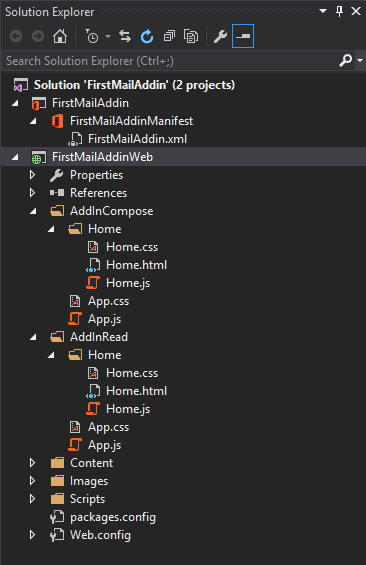 Solution Explorer
Search Solution Explorer (Ctrl+;)
Solution 'FirstMailAddin' (2 projects)
FirstMailAddin
FirstMailAddinManifest
FirstMailAddin.xml
FirstMailAddinWeb
Properties
References
AddInCompose
Home
Home.css
Home.html
Home.js
App.css
App.js
AddInRead
Home
Home.css
Home.html
Home.js
App.css
App.js
Content
Images
Scripts
packages.config
Web.config